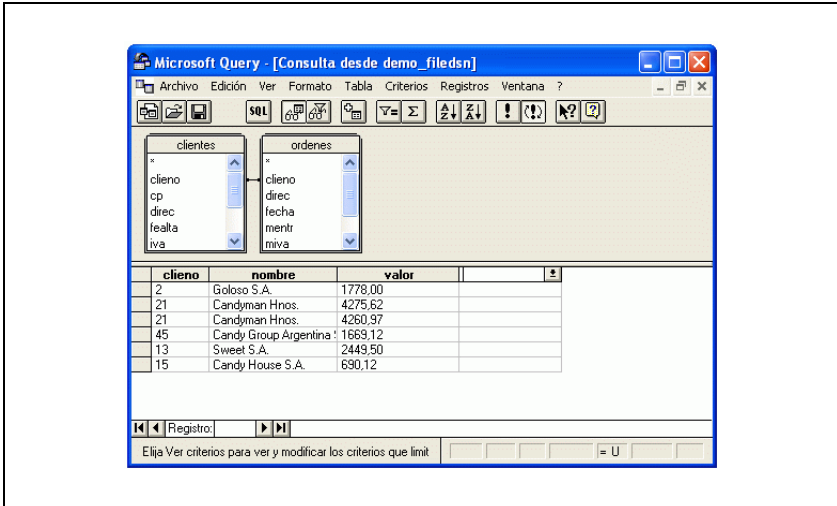 Microsoft Query - [Consulta desde demo_filedsn]
Archivo Edición Ver Formato Tabla Criterios Registros Ventana ?
SQL
clientes
*
clieno
cp
direc
fealta
iva
ordenes
*
clieno
direc
fecha
mentr
miva
clieno nombre valor
2 Goloso S.A. 1778,00
21 Candyman Hnos. 4275,62
21 Candyman Hnos. 4260,97
45 Candy Group Argentina 1669,12
13 Sweet S.A. 2449,50
15 Candy House S.A. 690,12
Registro:
Elija Ver criterios para ver y modificar los criterios que limit
= U